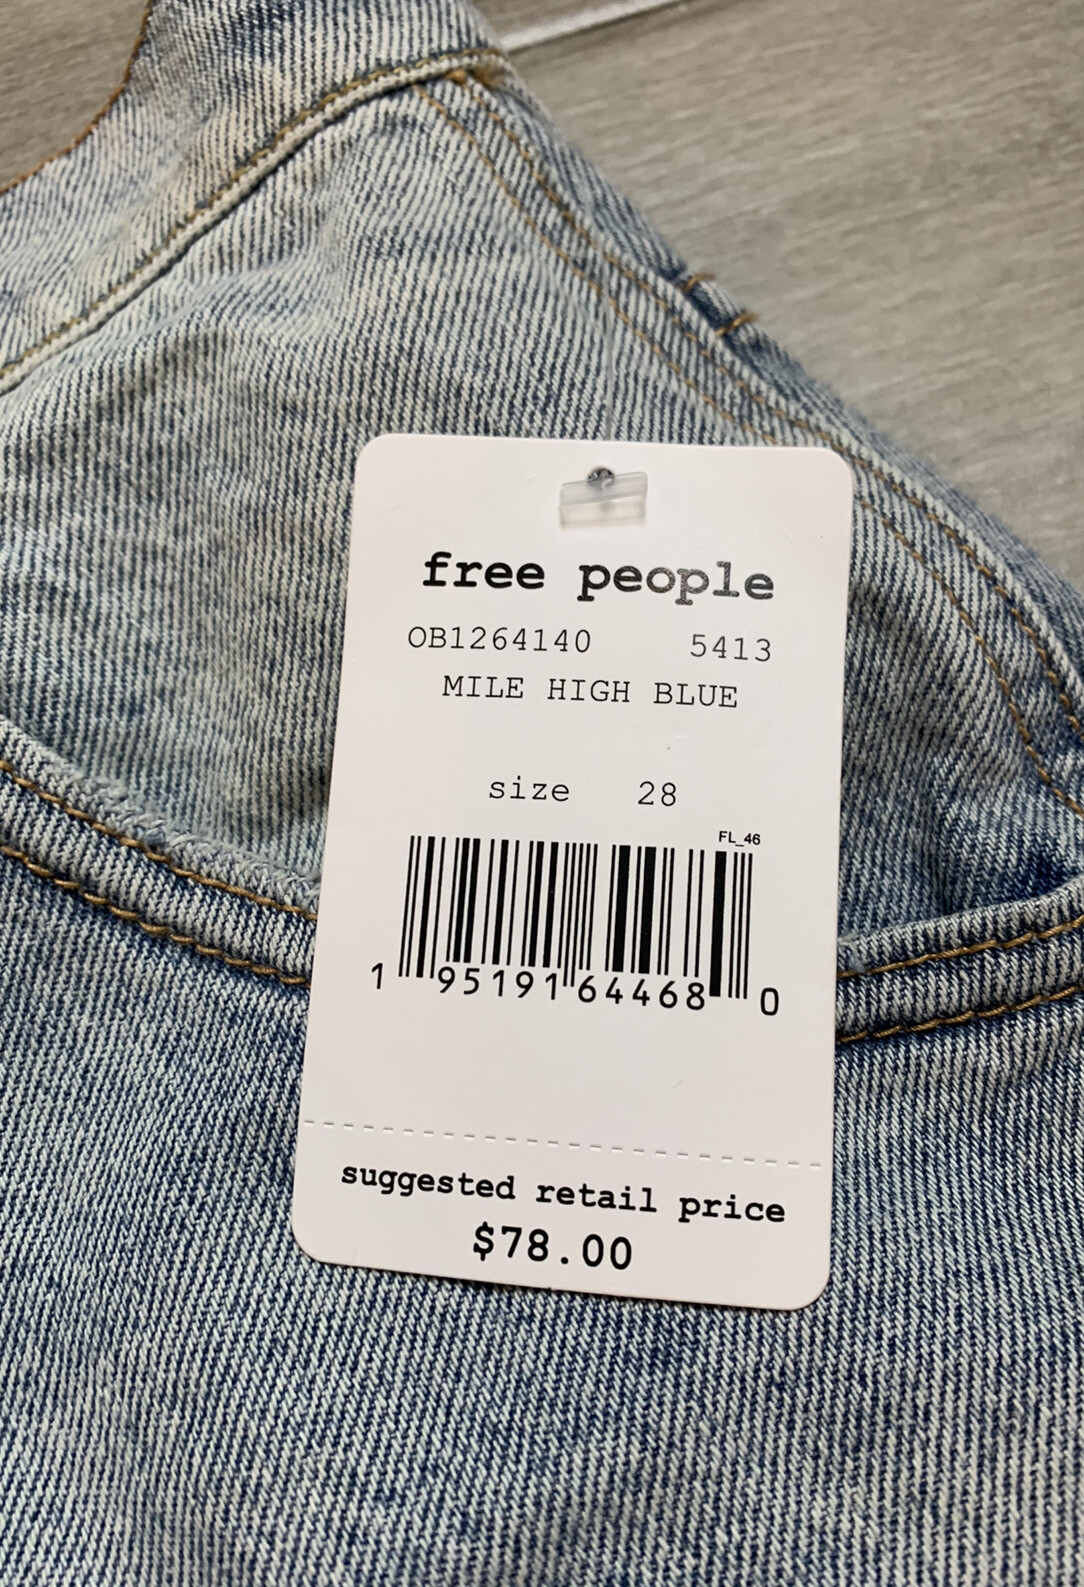 free people
OB1264140 5413
MILE HIGH BLUE
size 28
FL_46
1 95191 64468 0
suggested retail price
$78.00